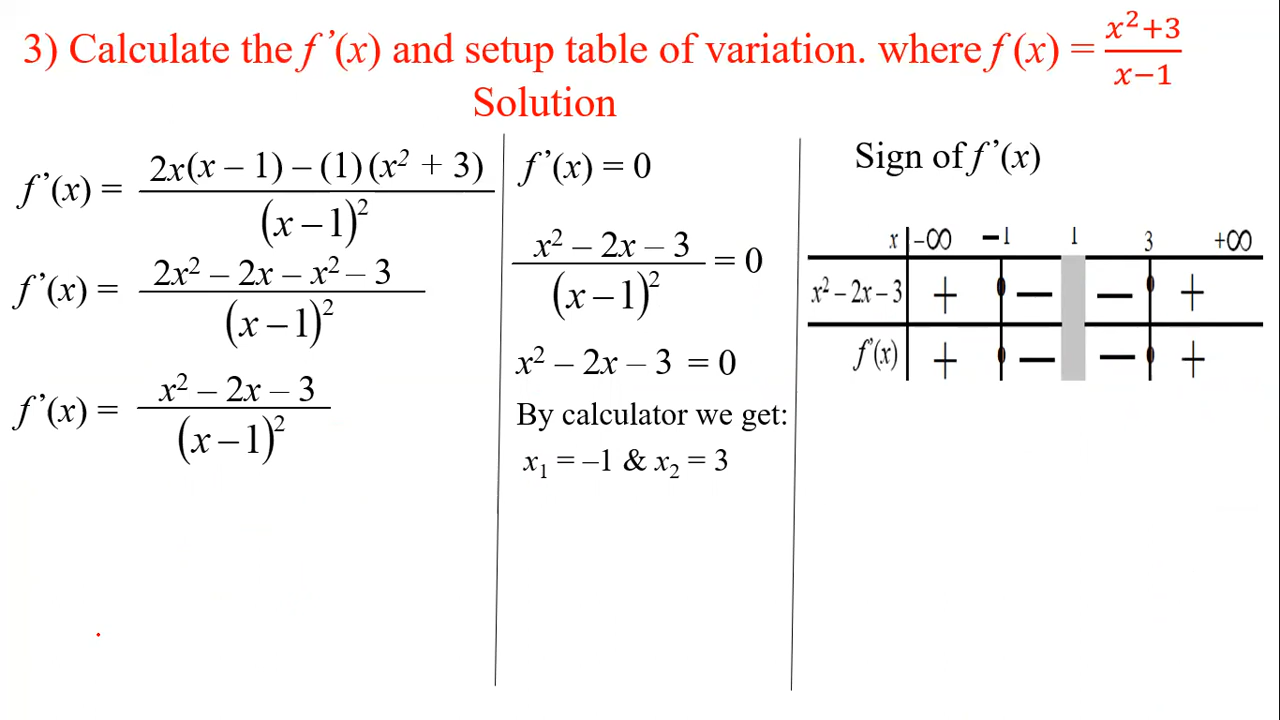 3) Calculate the f'(x) and setup table of variation. where f(x) = (x²+3)/(x−1)
Solution
f'(x) = (2x(x – 1) – (1)(x² + 3))/(x – 1)²
f'(x) = (2x² – 2x – x² – 3)/(x – 1)²
f'(x) = (x² – 2x – 3)/(x – 1)²
f'(x) = 0
(x² – 2x – 3)/(x – 1)² = 0
x² – 2x – 3 = 0
By calculator we get:
x₁ = –1 & x₂ = 3
Sign of f'(x)
x –∞ –1 1 3 +∞
x² – 2x – 3 + – – +
f'(x) + – – +